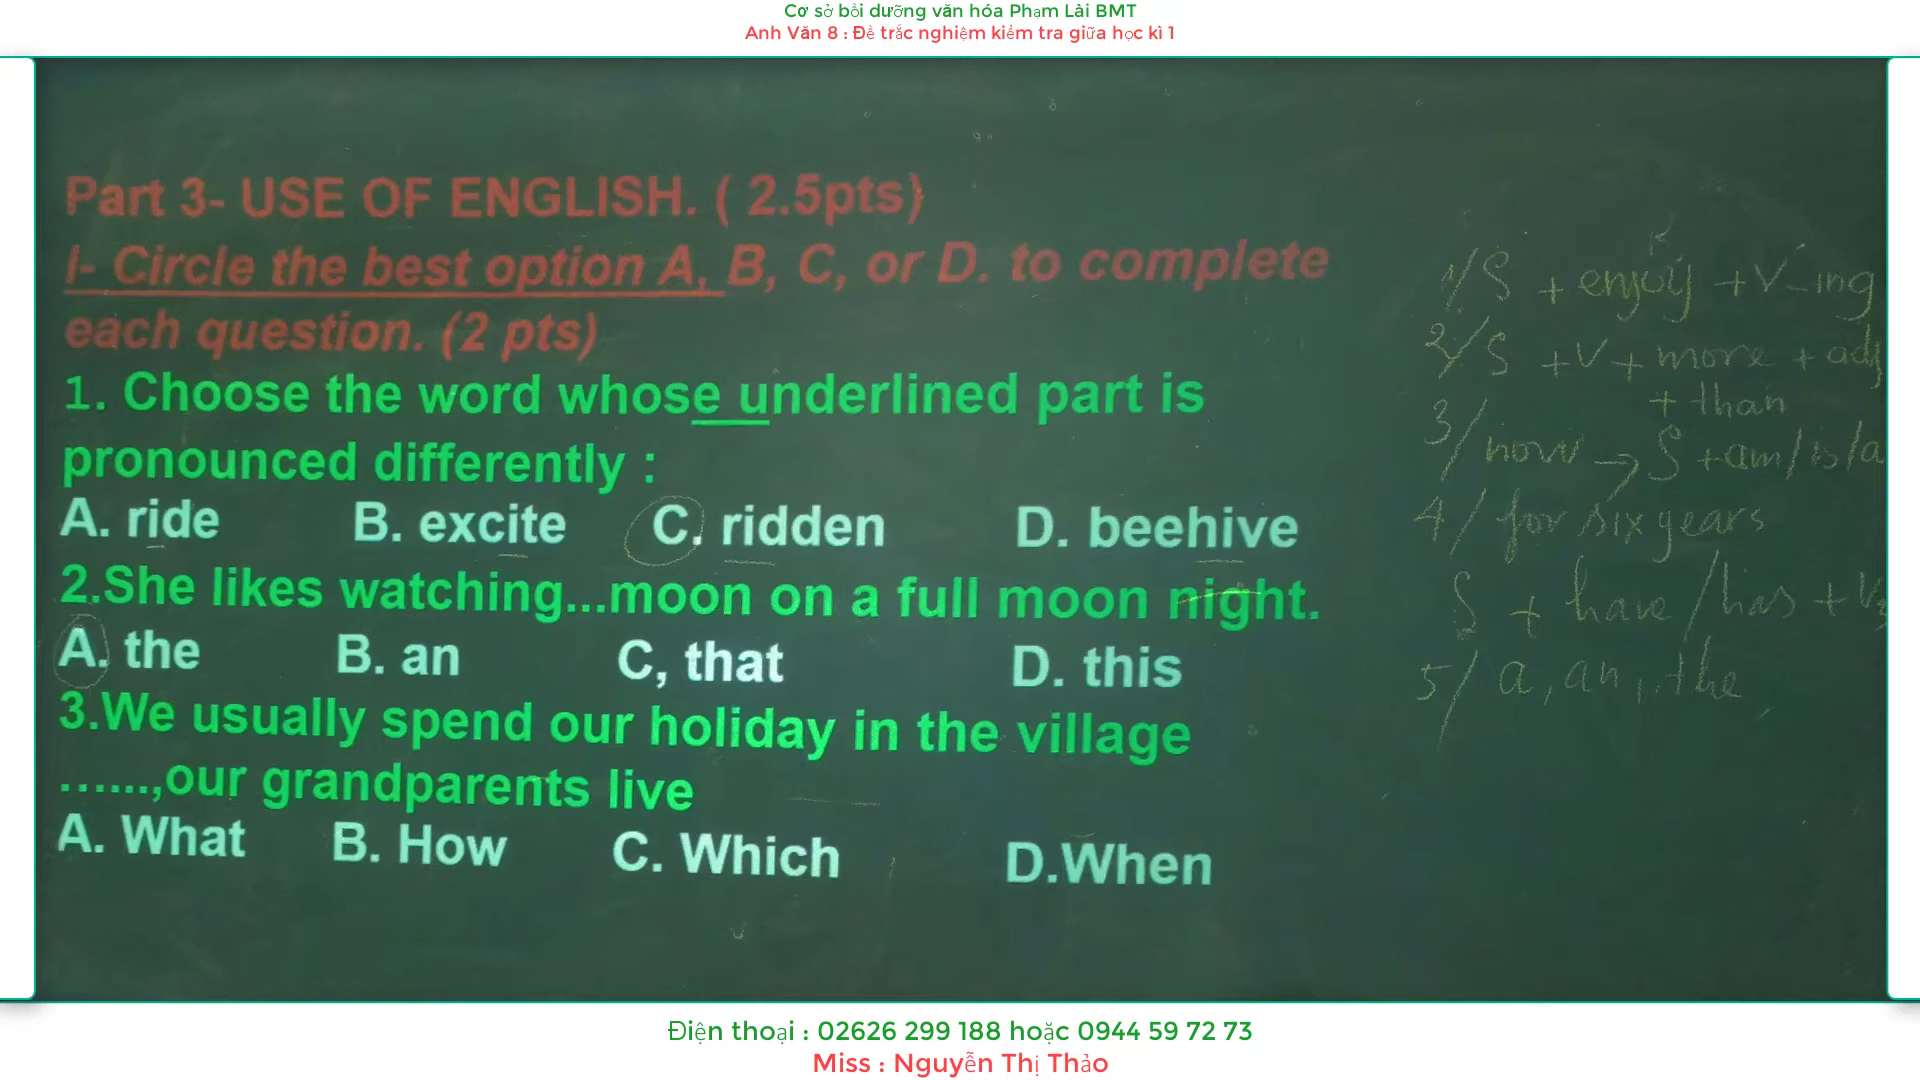 Cơ sở bồi dưỡng văn hóa Phạm Lài BMT
Anh Văn 8 : Đề trắc nghiệm kiểm tra giữa học kì 1
Part 3- USE OF ENGLISH. ( 2.5pts)
I- Circle the best option A, B, C, or D. to complete
each question. (2 pts)
1. Choose the word whose underlined part is
pronounced differently :
A. ride B. excite C. ridden D. beehive
2.She likes watching...moon on a full moon night.
A. the B. an C, that D. this
3.We usually spend our holiday in the village
......,our grandparents live
A. What B. How C. Which D.When
1/ S + enjoy + V-ing
2/ S + V + more + adj
+ than
3/ now → S + am/is/a
4/ for six years
S + have/has + V3
5/ a, an, the
Điện thoại : 02626 299 188 hoặc 0944 59 72 73
Miss : Nguyễn Thị Thảo